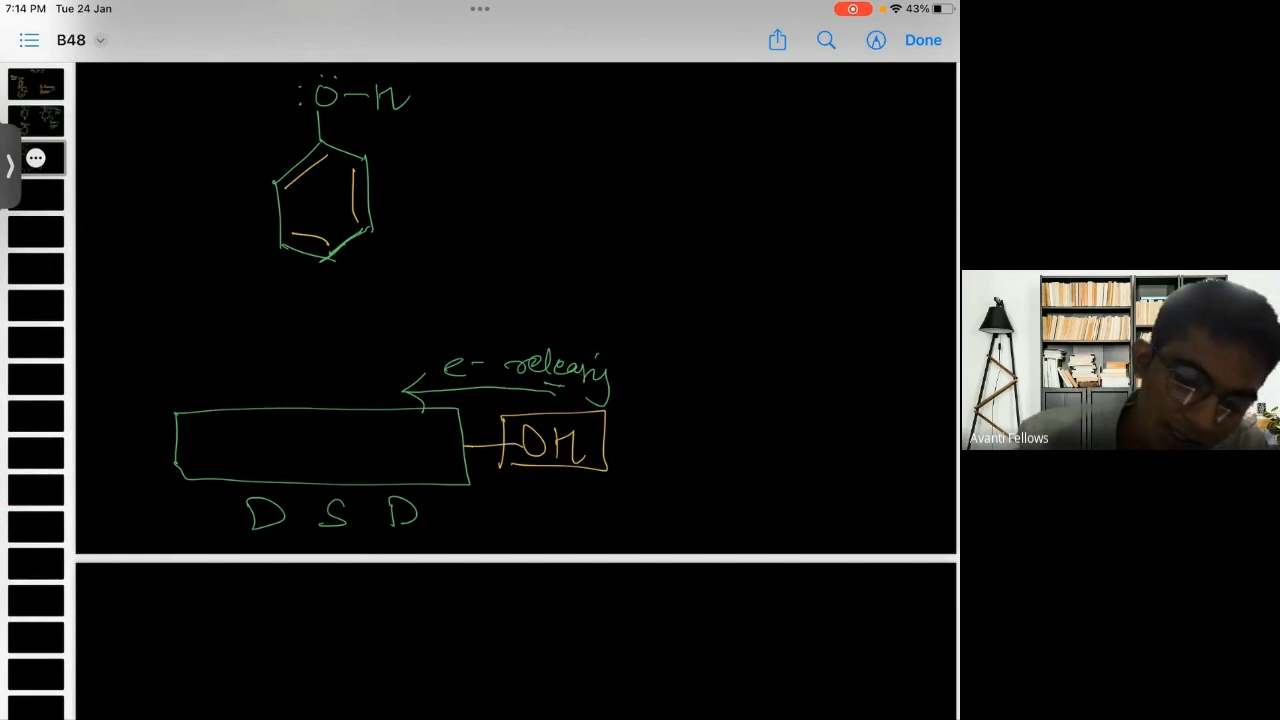 7:14 PM Tue 24 Jan
43%
B48
Done
:Ö-H
e- releasing
OH
D S D
Avanti Fellows